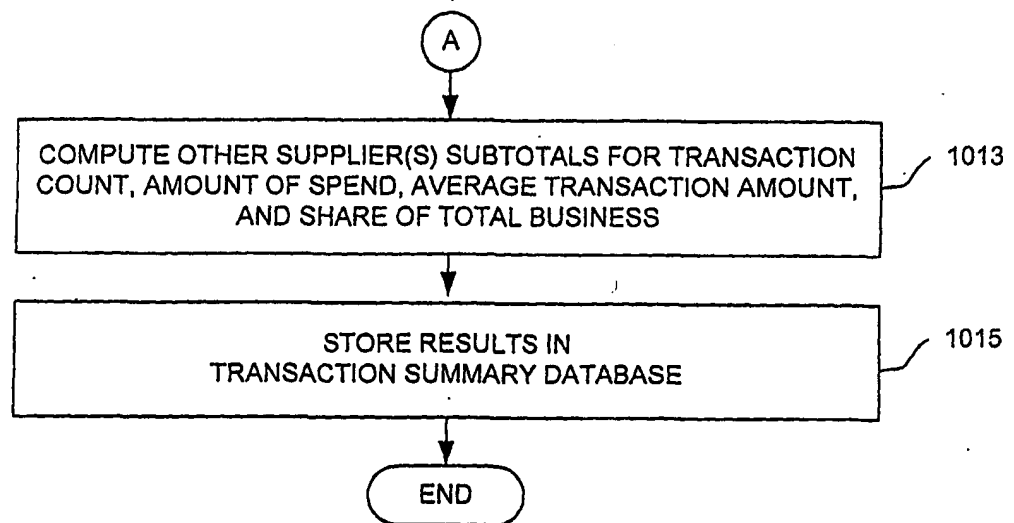 A
COMPUTE OTHER SUPPLIER(S) SUBTOTALS FOR TRANSACTION
COUNT, AMOUNT OF SPEND, AVERAGE TRANSACTION AMOUNT,
AND SHARE OF TOTAL BUSINESS
1013
STORE RESULTS IN
TRANSACTION SUMMARY DATABASE
1015
END